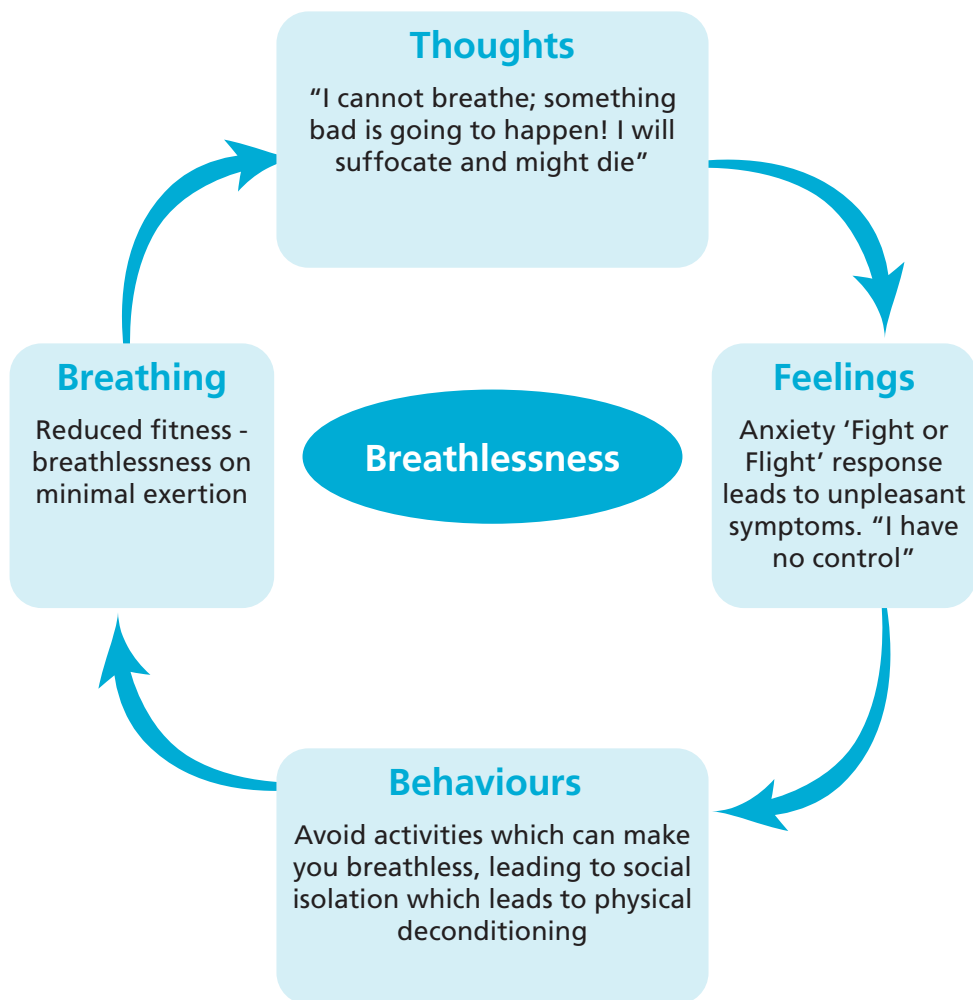 Thoughts
“I cannot breathe; something
bad is going to happen! I will
suffocate and might die”
Breathing
Reduced fitness -
breathlessness on
minimal exertion
Breathlessness
Feelings
Anxiety ‘Fight or
Flight’ response
leads to unpleasant
symptoms. “I have
no control”
Behaviours
Avoid activities which can make
you breathless, leading to social
isolation which leads to physical
deconditioning